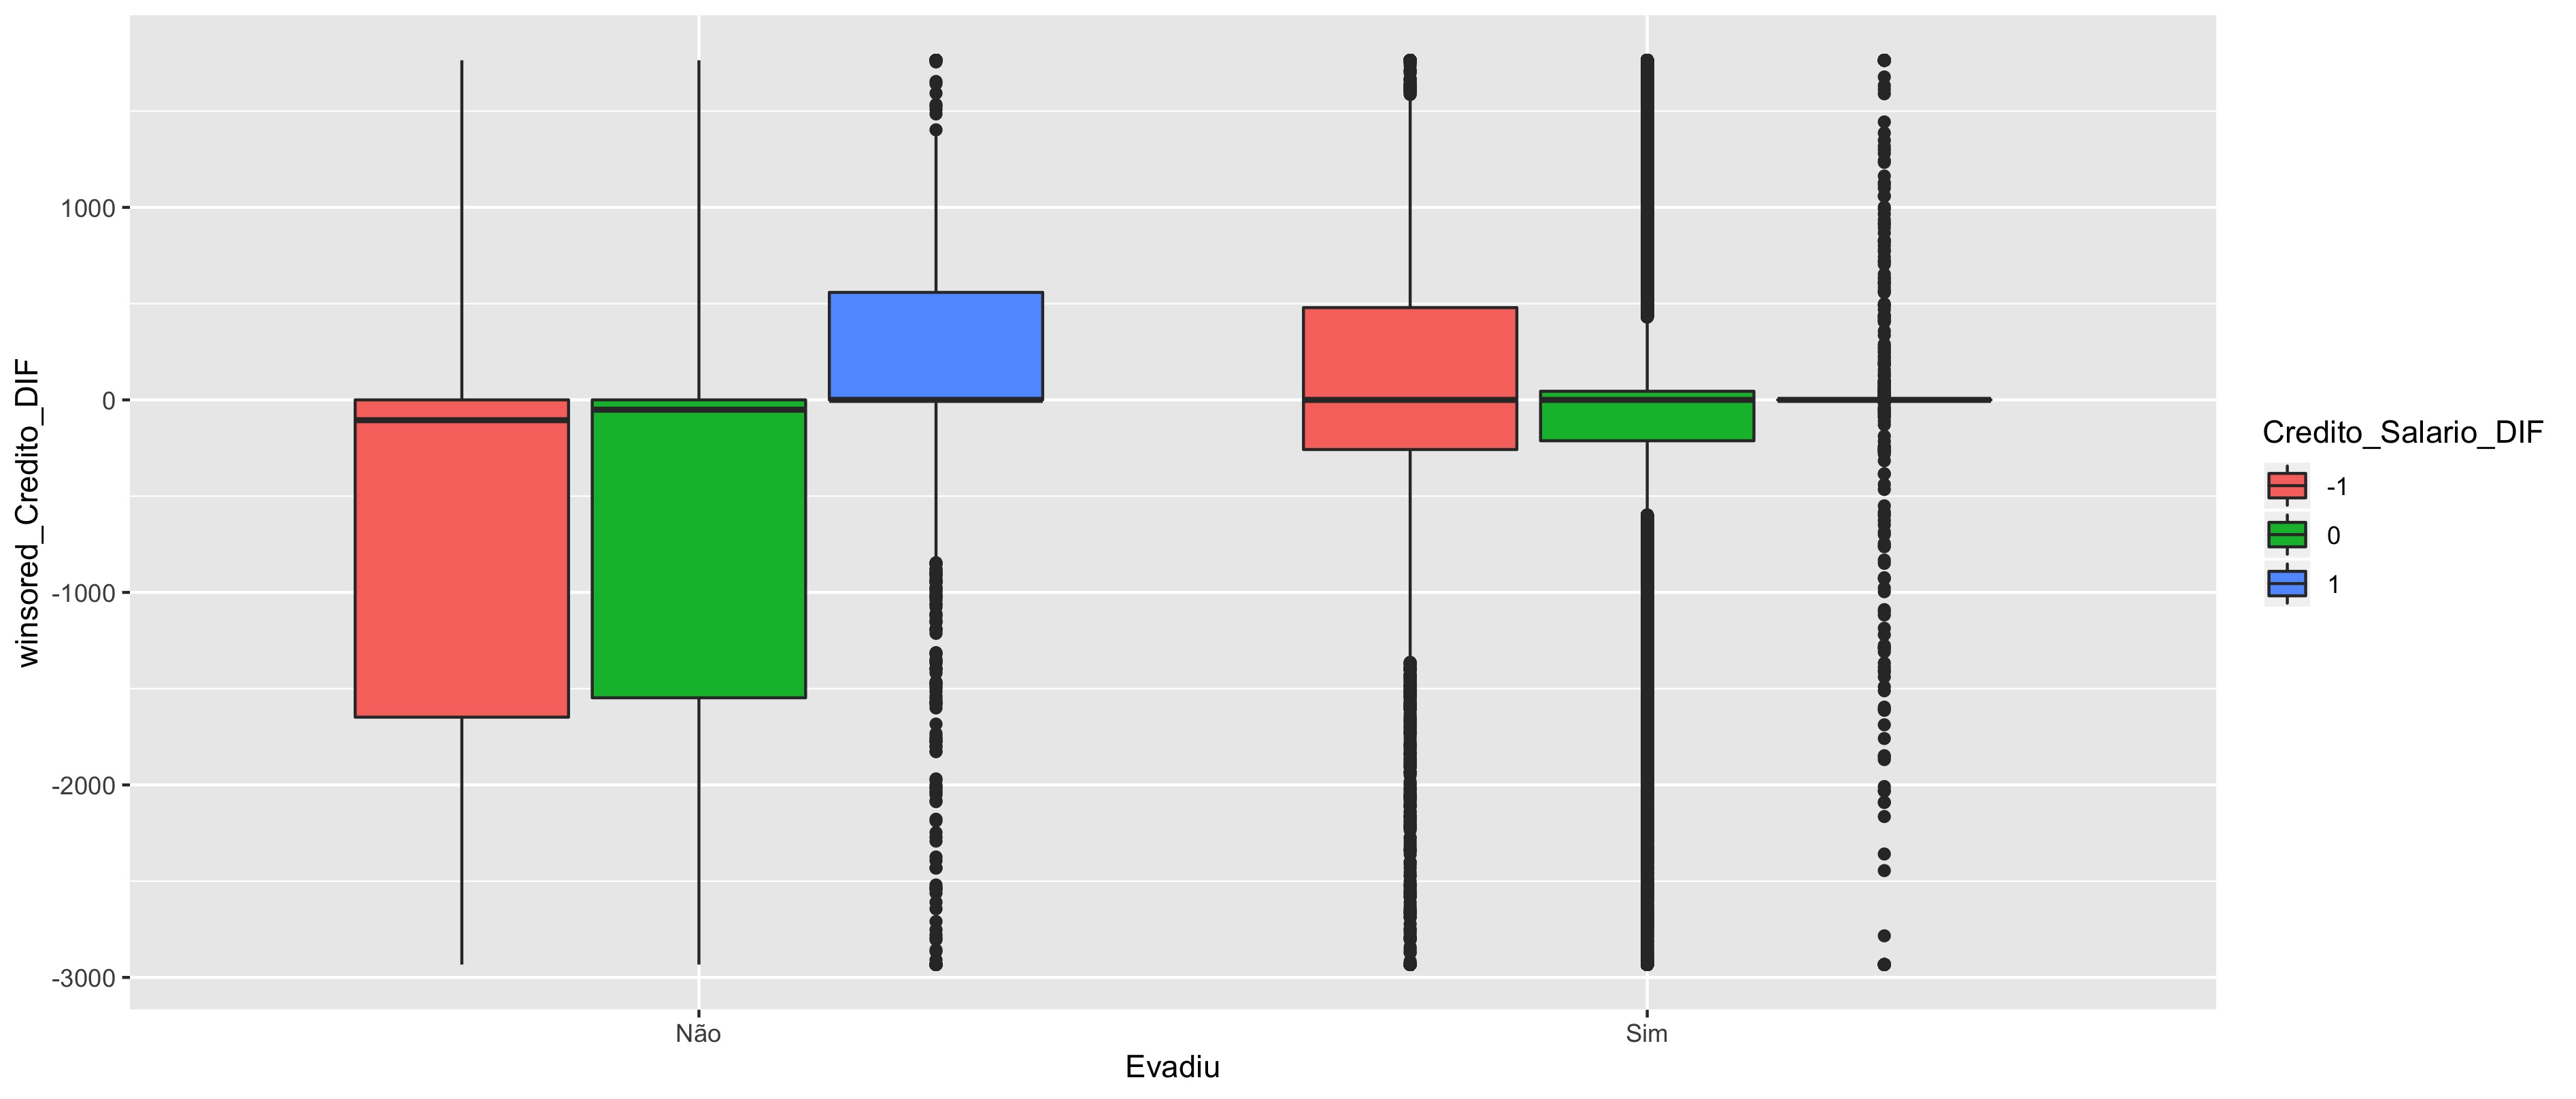 winsored_Credito_DIF
1000
0
-1000
-2000
-3000
Não
Sim
Evadiu
Credito_Salario_DIF
-1
0
1